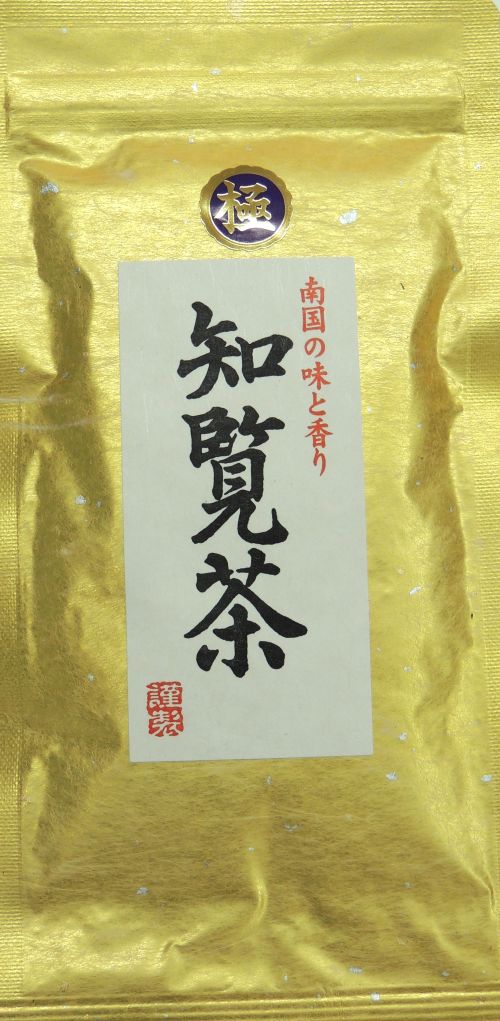 極
南国の味と香り
知覧茶
謹製